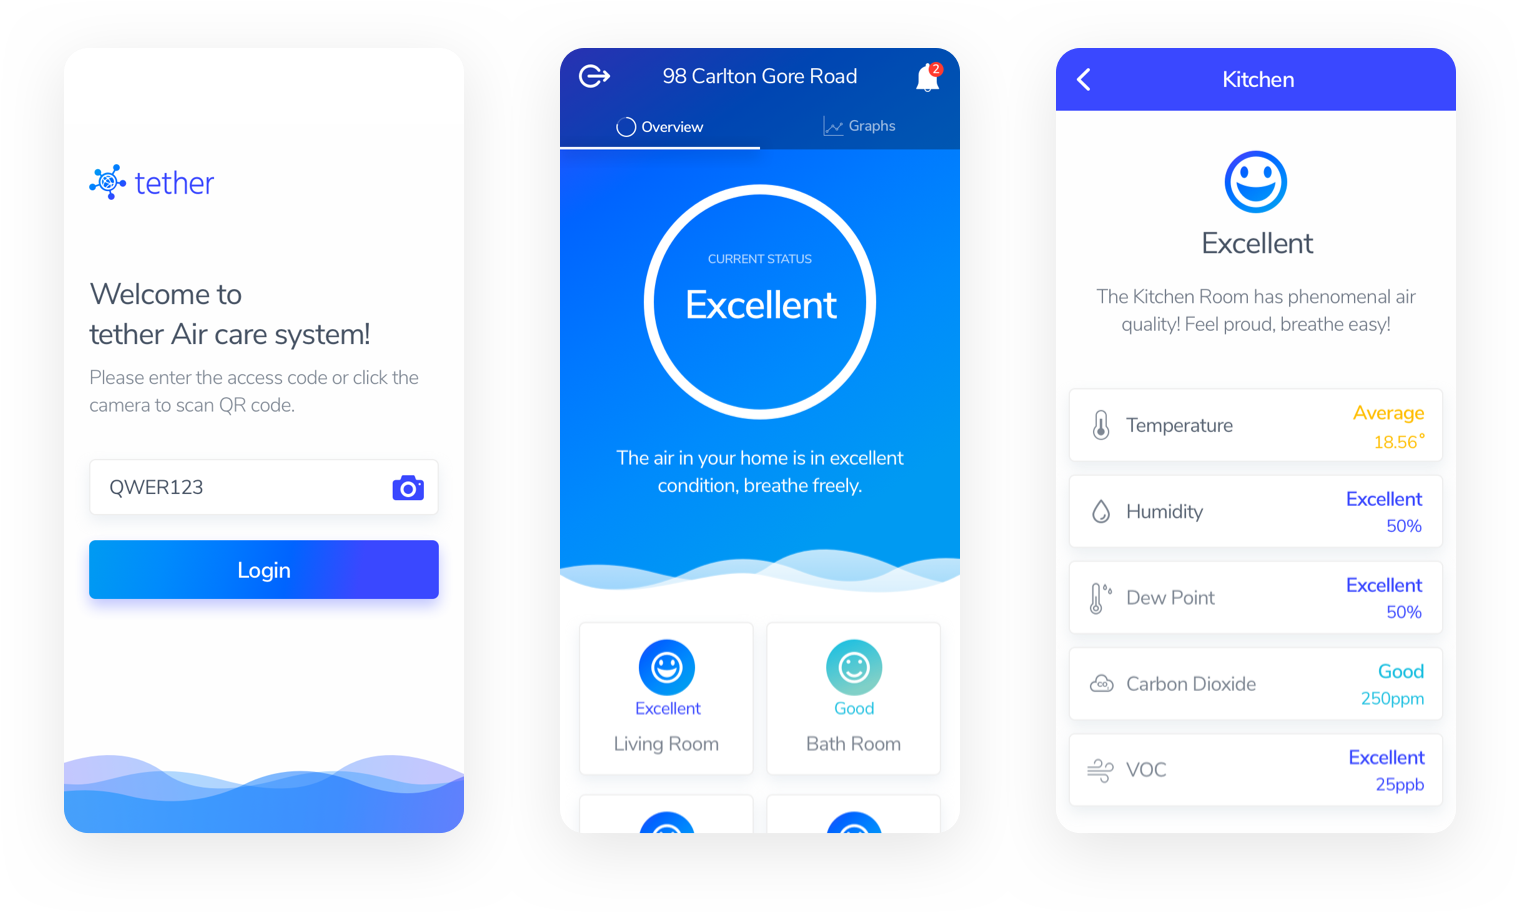 tether
Welcome to
tether Air care system!
Please enter the access code or click the
camera to scan QR code.
QWER123
Login
98 Carlton Gore Road
2
Overview
Graphs
CURRENT STATUS
Excellent
The air in your home is in excellent
condition, breathe freely.
Excellent
Living Room
Good
Bath Room
Kitchen
Excellent
The Kitchen Room has phenomenal air
quality! Feel proud, breathe easy!
Temperature
Average
18.56°
Humidity
Excellent
50%
Dew Point
Excellent
50%
CO
Carbon Dioxide
Good
250ppm
VOC
Excellent
25ppb